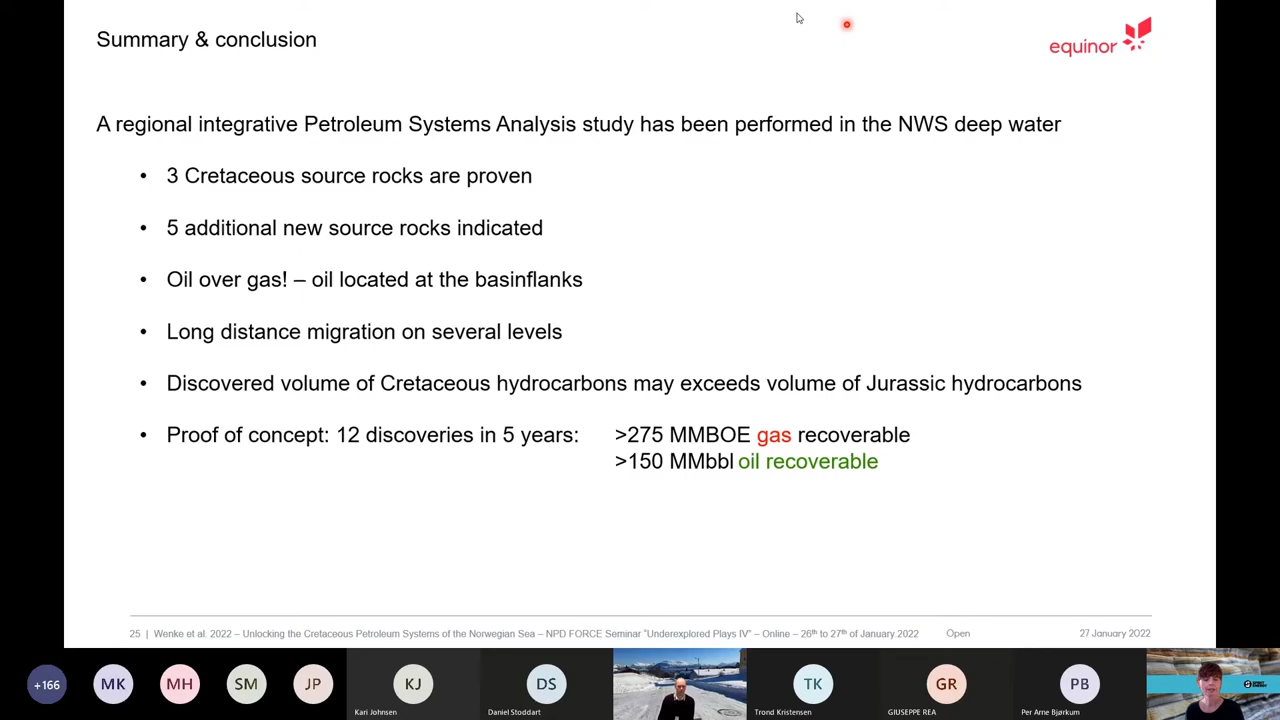 Summary & conclusion
equinor
A regional integrative Petroleum Systems Analysis study has been performed in the NWS deep water
• 3 Cretaceous source rocks are proven
• 5 additional new source rocks indicated
• Oil over gas! – oil located at the basinflanks
• Long distance migration on several levels
• Discovered volume of Cretaceous hydrocarbons may exceeds volume of Jurassic hydrocarbons
• Proof of concept: 12 discoveries in 5 years: >275 MMBOE gas recoverable
>150 MMbbl oil recoverable
25 | Wenke et al. 2022 – Unlocking the Cretaceous Petroleum Systems of the Norwegian Sea – NPD FORCE Seminar "Underexplored Plays IV" – Online – 26th to 27th of January.2022 Open 27 January 2022
+166 MK MH SM JP KJ DS TK GR PB
Kari Johnsen Daniel Stoddart Trond Kristensen GIUSEPPE REA Per Arne Bjørkum